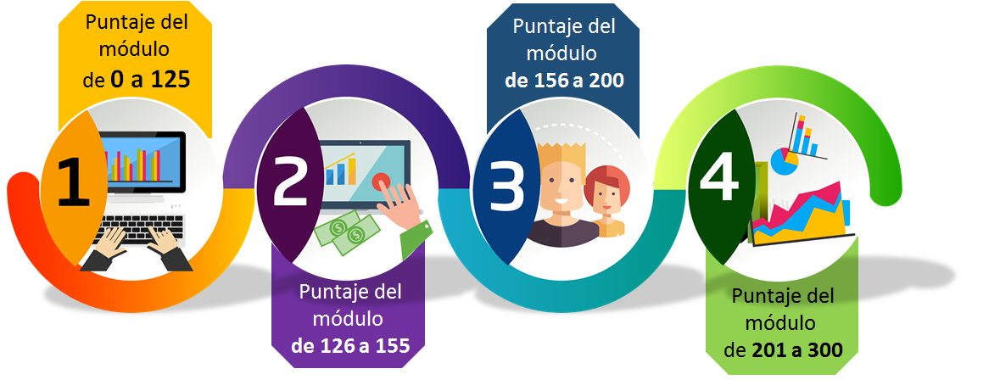 Puntaje del
módulo
de 0 a 125
1
2
Puntaje del
módulo
de 126 a 155
Puntaje del
módulo
de 156 a 200
3
4
Puntaje del
módulo
de 201 a 300